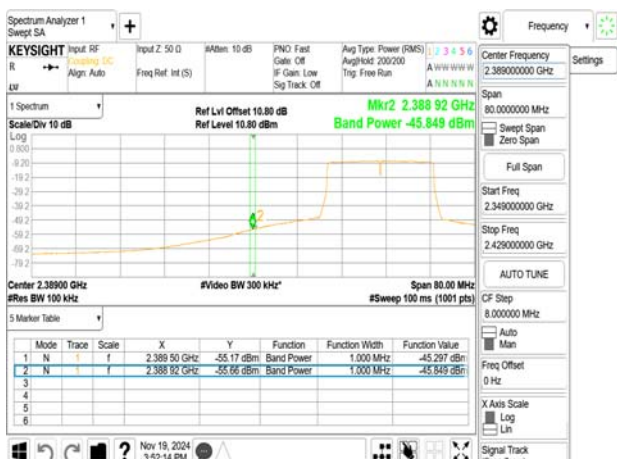 Spectrum Analyzer 1
Swept SA
+
Frequency
KEYSIGHT
Input: RF
Input Z: 50 Ω
#Atten: 10 dB
PNO: Fast
Avg Type: Power (RMS)
1 2 3 4 5 6
R
Coupling: DC
Gate: Off
Avg|Hold: 200/200
A W W W W W
Align: Auto
Freq Ref: Int (S)
IF Gain: Low
Trig: Free Run
Sig Track: Off
A N N N N N
Center Frequency
2.389000000 GHz
Settings
Span
80.0000000 MHz
Swept Span
Zero Span
Full Span
Start Freq
2.349000000 GHz
Stop Freq
2.429000000 GHz
AUTO TUNE
CF Step
8.000000 MHz
Auto
Man
Freq Offset
0 Hz
X Axis Scale
Log
Lin
Signal Track
1 Spectrum
Ref Lvl Offset 10.80 dB
Mkr2 2.388 92 GHz
Scale/Div 10 dB
Ref Level 10.80 dBm
Band Power -45.849 dBm
Log
0.800
-9.20
-19.2
-29.2
-39.2
-49.2
-59.2
-69.2
-79.2
2
Center 2.38900 GHz
#Video BW 300 kHz*
Span 80.00 MHz
#Res BW 100 kHz
#Sweep 100 ms (1001 pts)
5 Marker Table
Mode Trace Scale X Y Function Function Width Function Value
1 N 1 f 2.389 50 GHz -55.17 dBm Band Power 1.000 MHz -45.297 dBm
2 N 1 f 2.388 92 GHz -55.66 dBm Band Power 1.000 MHz -45.849 dBm
3
4
5
6
?
Nov 19, 2024
3:52:14 PM